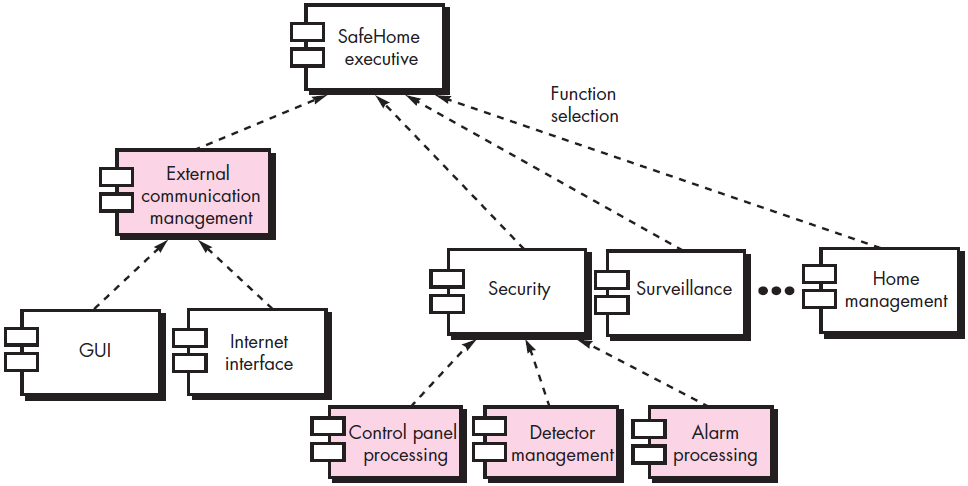 SafeHome
executive
Function
selection
External
communication
management
Security
Surveillance
Home
management
GUI
Internet
interface
Control panel
processing
Detector
management
Alarm
processing